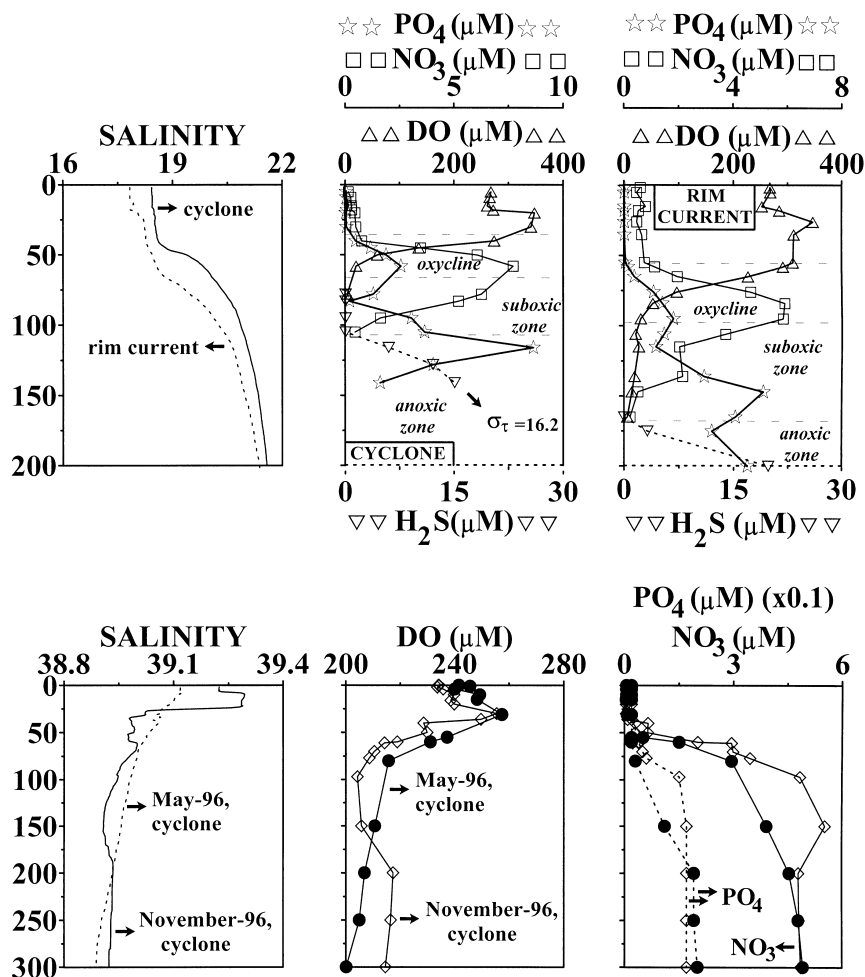 PO4 (µM)
NO3 (µM)
0 5 10
PO4 (µM)
NO3 (µM)
0 4 8
SALINITY
16 19 22
DO (µM)
0 200 400
DO (µM)
0 200 400
0
50
100
150
200
cyclone
rim current
oxycline
suboxic
zone
anoxic
zone
στ =16.2
CYCLONE
0 15 30
H2S(µM)
RIM
CURRENT
oxycline
suboxic
zone
anoxic
zone
0 15 30
H2S (µM)
SALINITY
38.8 39.1 39.4
DO (µM)
200 240 280
PO4 (µM) (x0.1)
NO3 (µM)
0 3 6
0
50
100
150
200
250
300
May-96,
cyclone
November-96,
cyclone
May-96,
cyclone
November-96,
cyclone
PO4
NO3